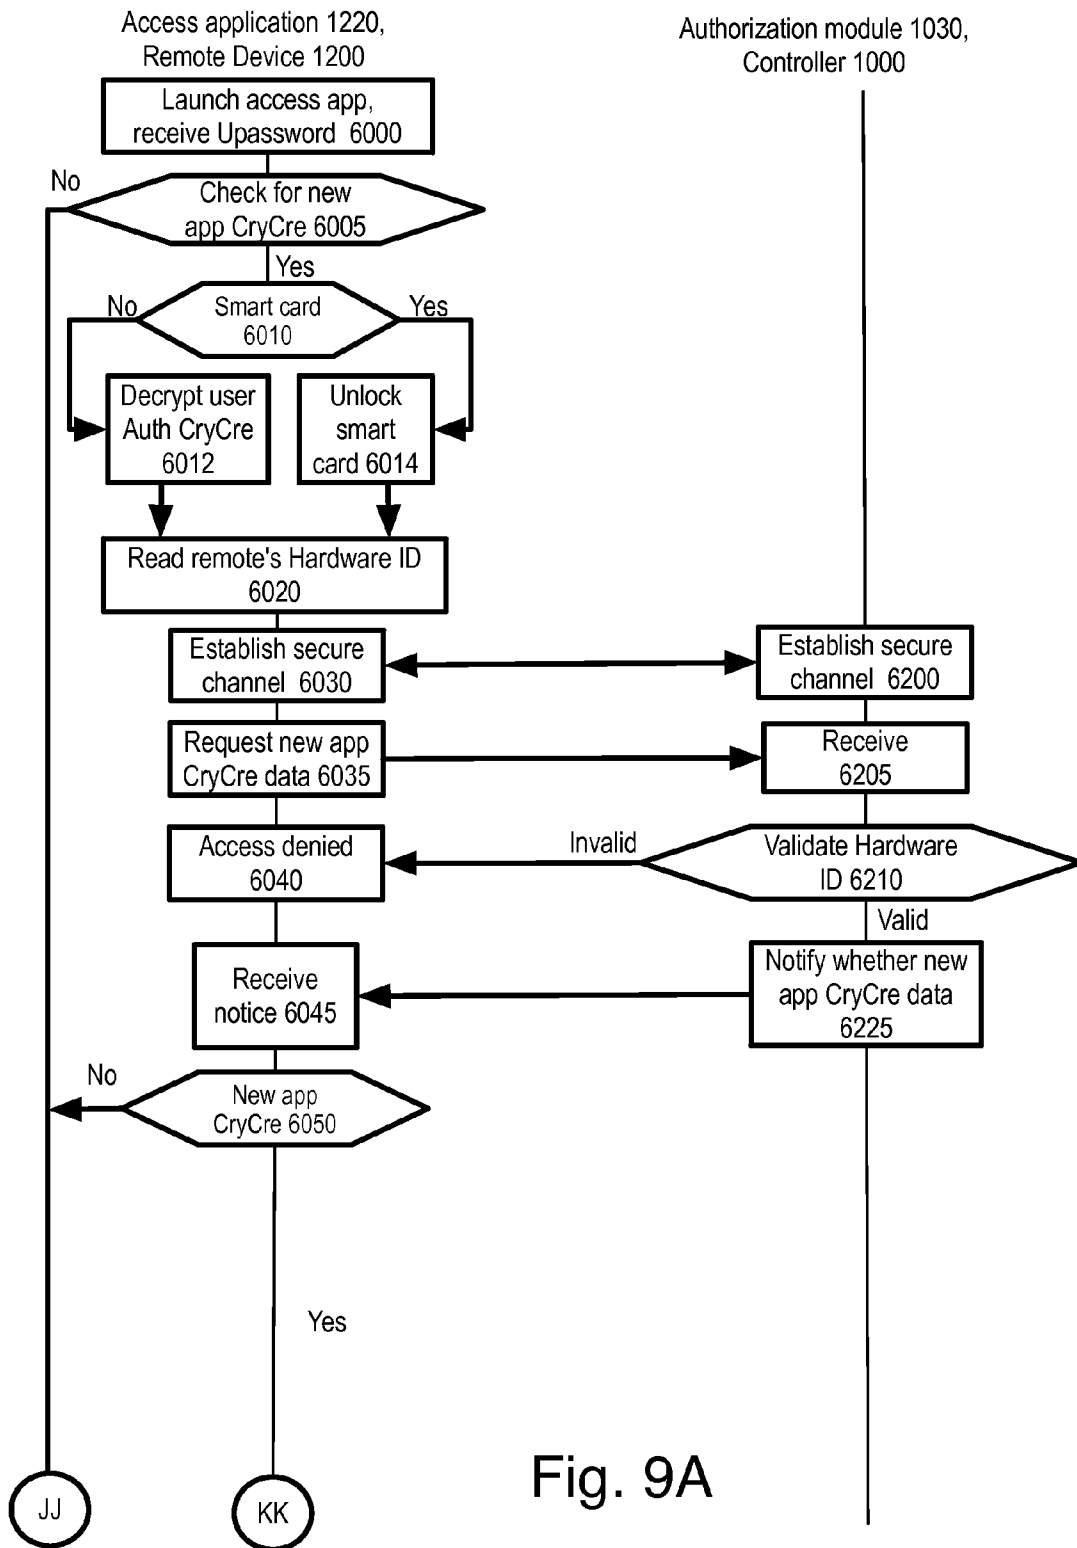 Access application 1220,
Remote Device 1200
Authorization module 1030,
Controller 1000
Launch access app,
receive Upassword 6000
No
Check for new
app CryCre 6005
Yes
No
Smart card
6010
Yes
Decrypt user
Auth CryCre
6012
Unlock
smart
card 6014
Read remote's Hardware ID
6020
Establish secure
channel 6030
Establish secure
channel 6200
Request new app
CryCre data 6035
Receive
6205
Access denied
6040
Invalid
Validate Hardware
ID 6210
Valid
Receive
notice 6045
Notify whether new
app CryCre data
6225
No
New app
CryCre 6050
Yes
JJ
KK
Fig. 9A